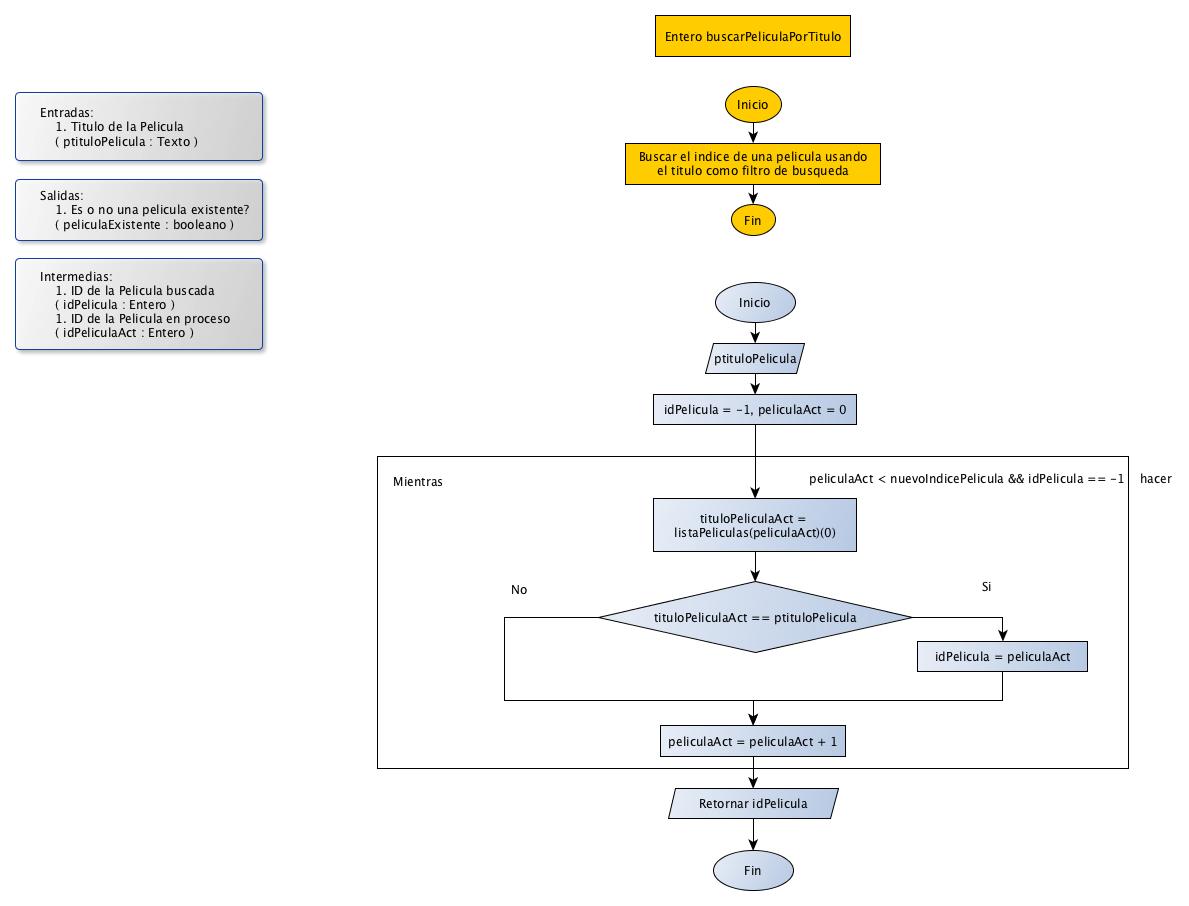 Entero buscarPeliculaPorTitulo
Entradas:
1. Titulo de la Pelicula
( ptituloPelicula : Texto )
Salidas:
1. Es o no una pelicula existente?
( peliculaExistente : booleano )
Intermedias:
1. ID de la Pelicula buscada
( idPelicula : Entero )
1. ID de la Pelicula en proceso
( idPeliculaAct : Entero )
Inicio
Buscar el indice de una pelicula usando
el titulo como filtro de busqueda
Fin
Inicio
ptituloPelicula
idPelicula = -1, peliculaAct = 0
Mientras
peliculaAct < nuevoIndicePelicula && idPelicula == -1 hacer
tituloPeliculaAct =
listaPeliculas(peliculaAct)(0)
No
Si
tituloPeliculaAct == ptituloPelicula
idPelicula = peliculaAct
peliculaAct = peliculaAct + 1
Retornar idPelicula
Fin